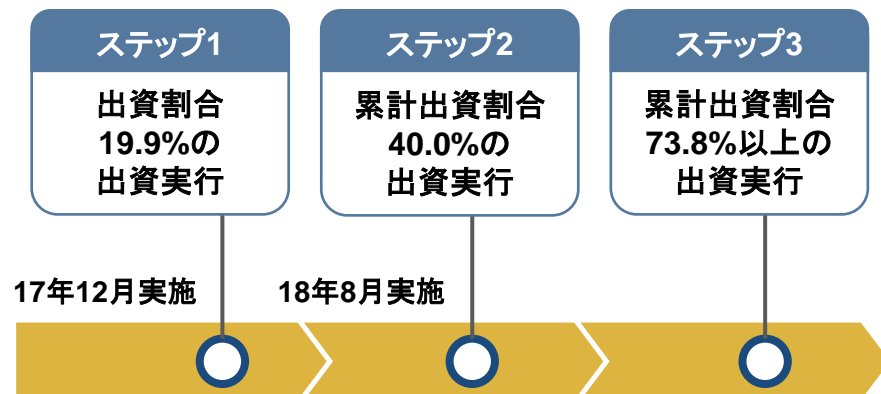 ステップ1
出資割合
19.9%の
出資実行
ステップ2
累計出資割合
40.0%の
出資実行
ステップ3
累計出資割合
73.8%以上の
出資実行
17年12月実施
18年8月実施